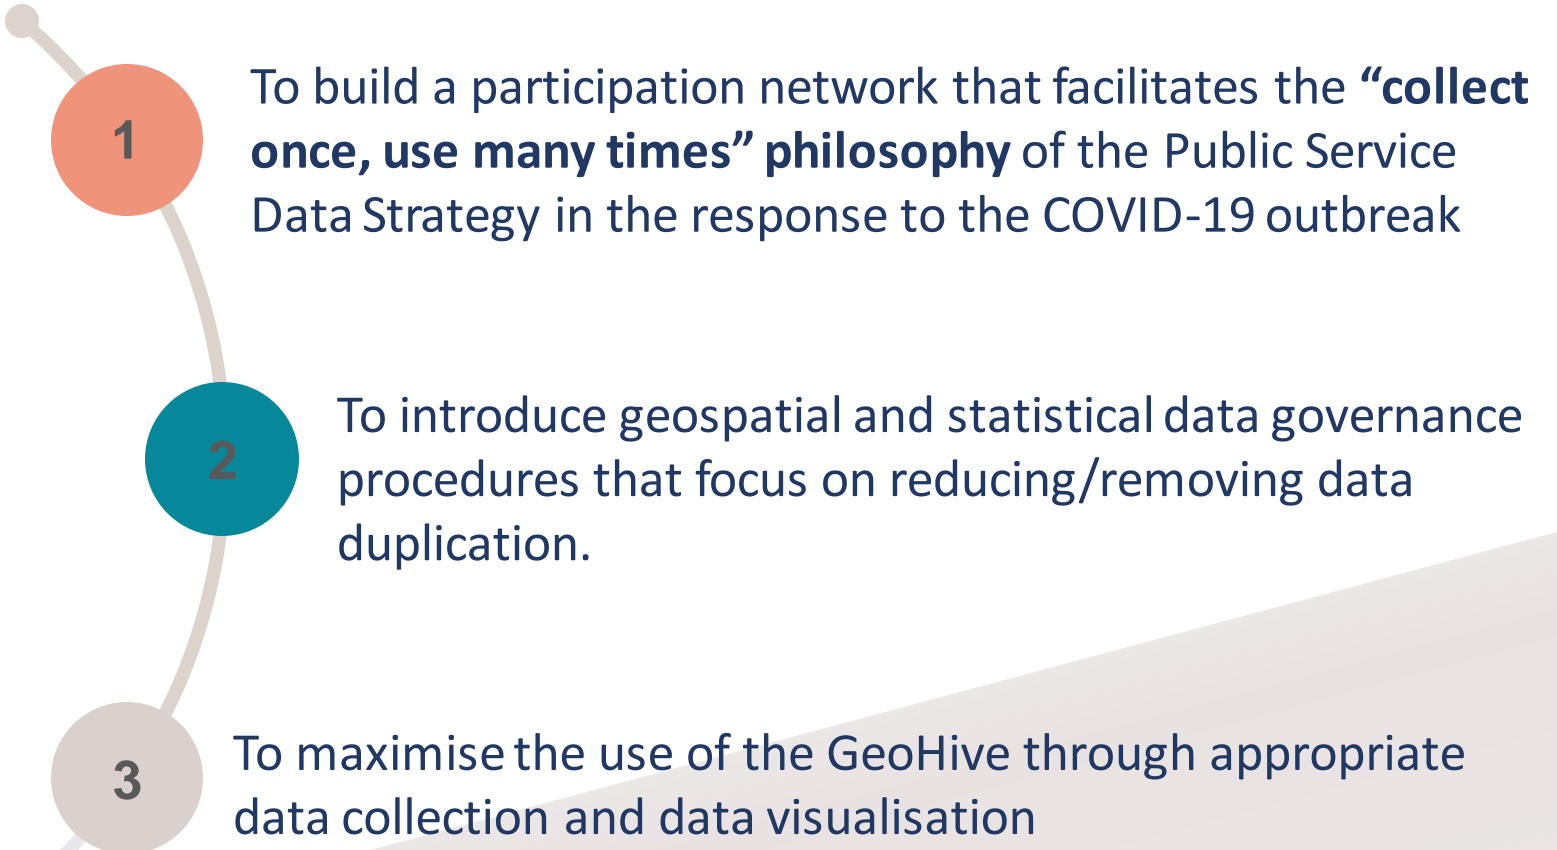 1
To build a participation network that facilitates the “collect
once, use many times” philosophy of the Public Service
Data Strategy in the response to the COVID-19 outbreak
2
To introduce geospatial and statistical data governance
procedures that focus on reducing/removing data
duplication.
3
To maximise the use of the GeoHive through appropriate
data collection and data visualisation